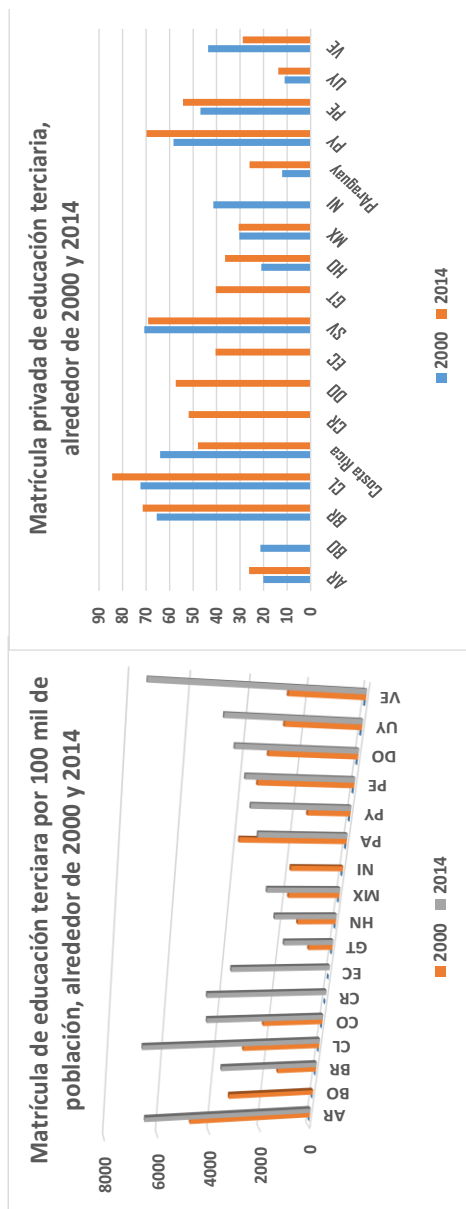 Matrícula de educación terciara por 100 mil de
población, alrededor de 2000 y 2014
8000
6000
4000
2000
0
AR BO BR CL CO CR EC GT HN MX NI PA PY PE DO UY VE
2000 2014
Matrícula privada de educación terciaria,
alrededor de 2000 y 2014
90
80
70
60
50
40
30
20
10
0
AR BO BR CL Costa Rica CR DO EC SV GT HO MX NI PAraguay PY PE UY VE
2000 2014